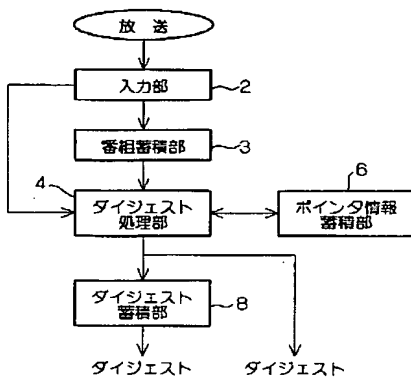 放送
入力部
2
番組蓄積部
3
4
ダイジェスト
処理部
6
ポインタ情報
蓄積部
ダイジェスト
蓄積部
8
ダイジェスト
ダイジェスト